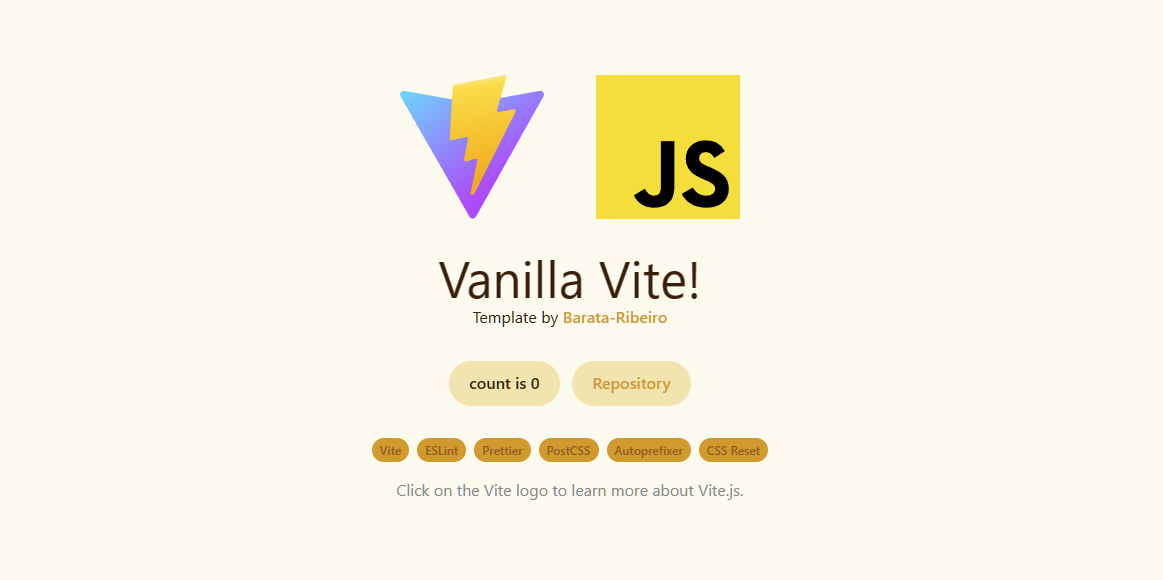 JS
Vanilla Vite!
Template by Barata-Ribeiro
count is 0 Repository
Vite ESLint Prettier PostCSS Autoprefixer CSS Reset
Click on the Vite logo to learn more about Vite.js.